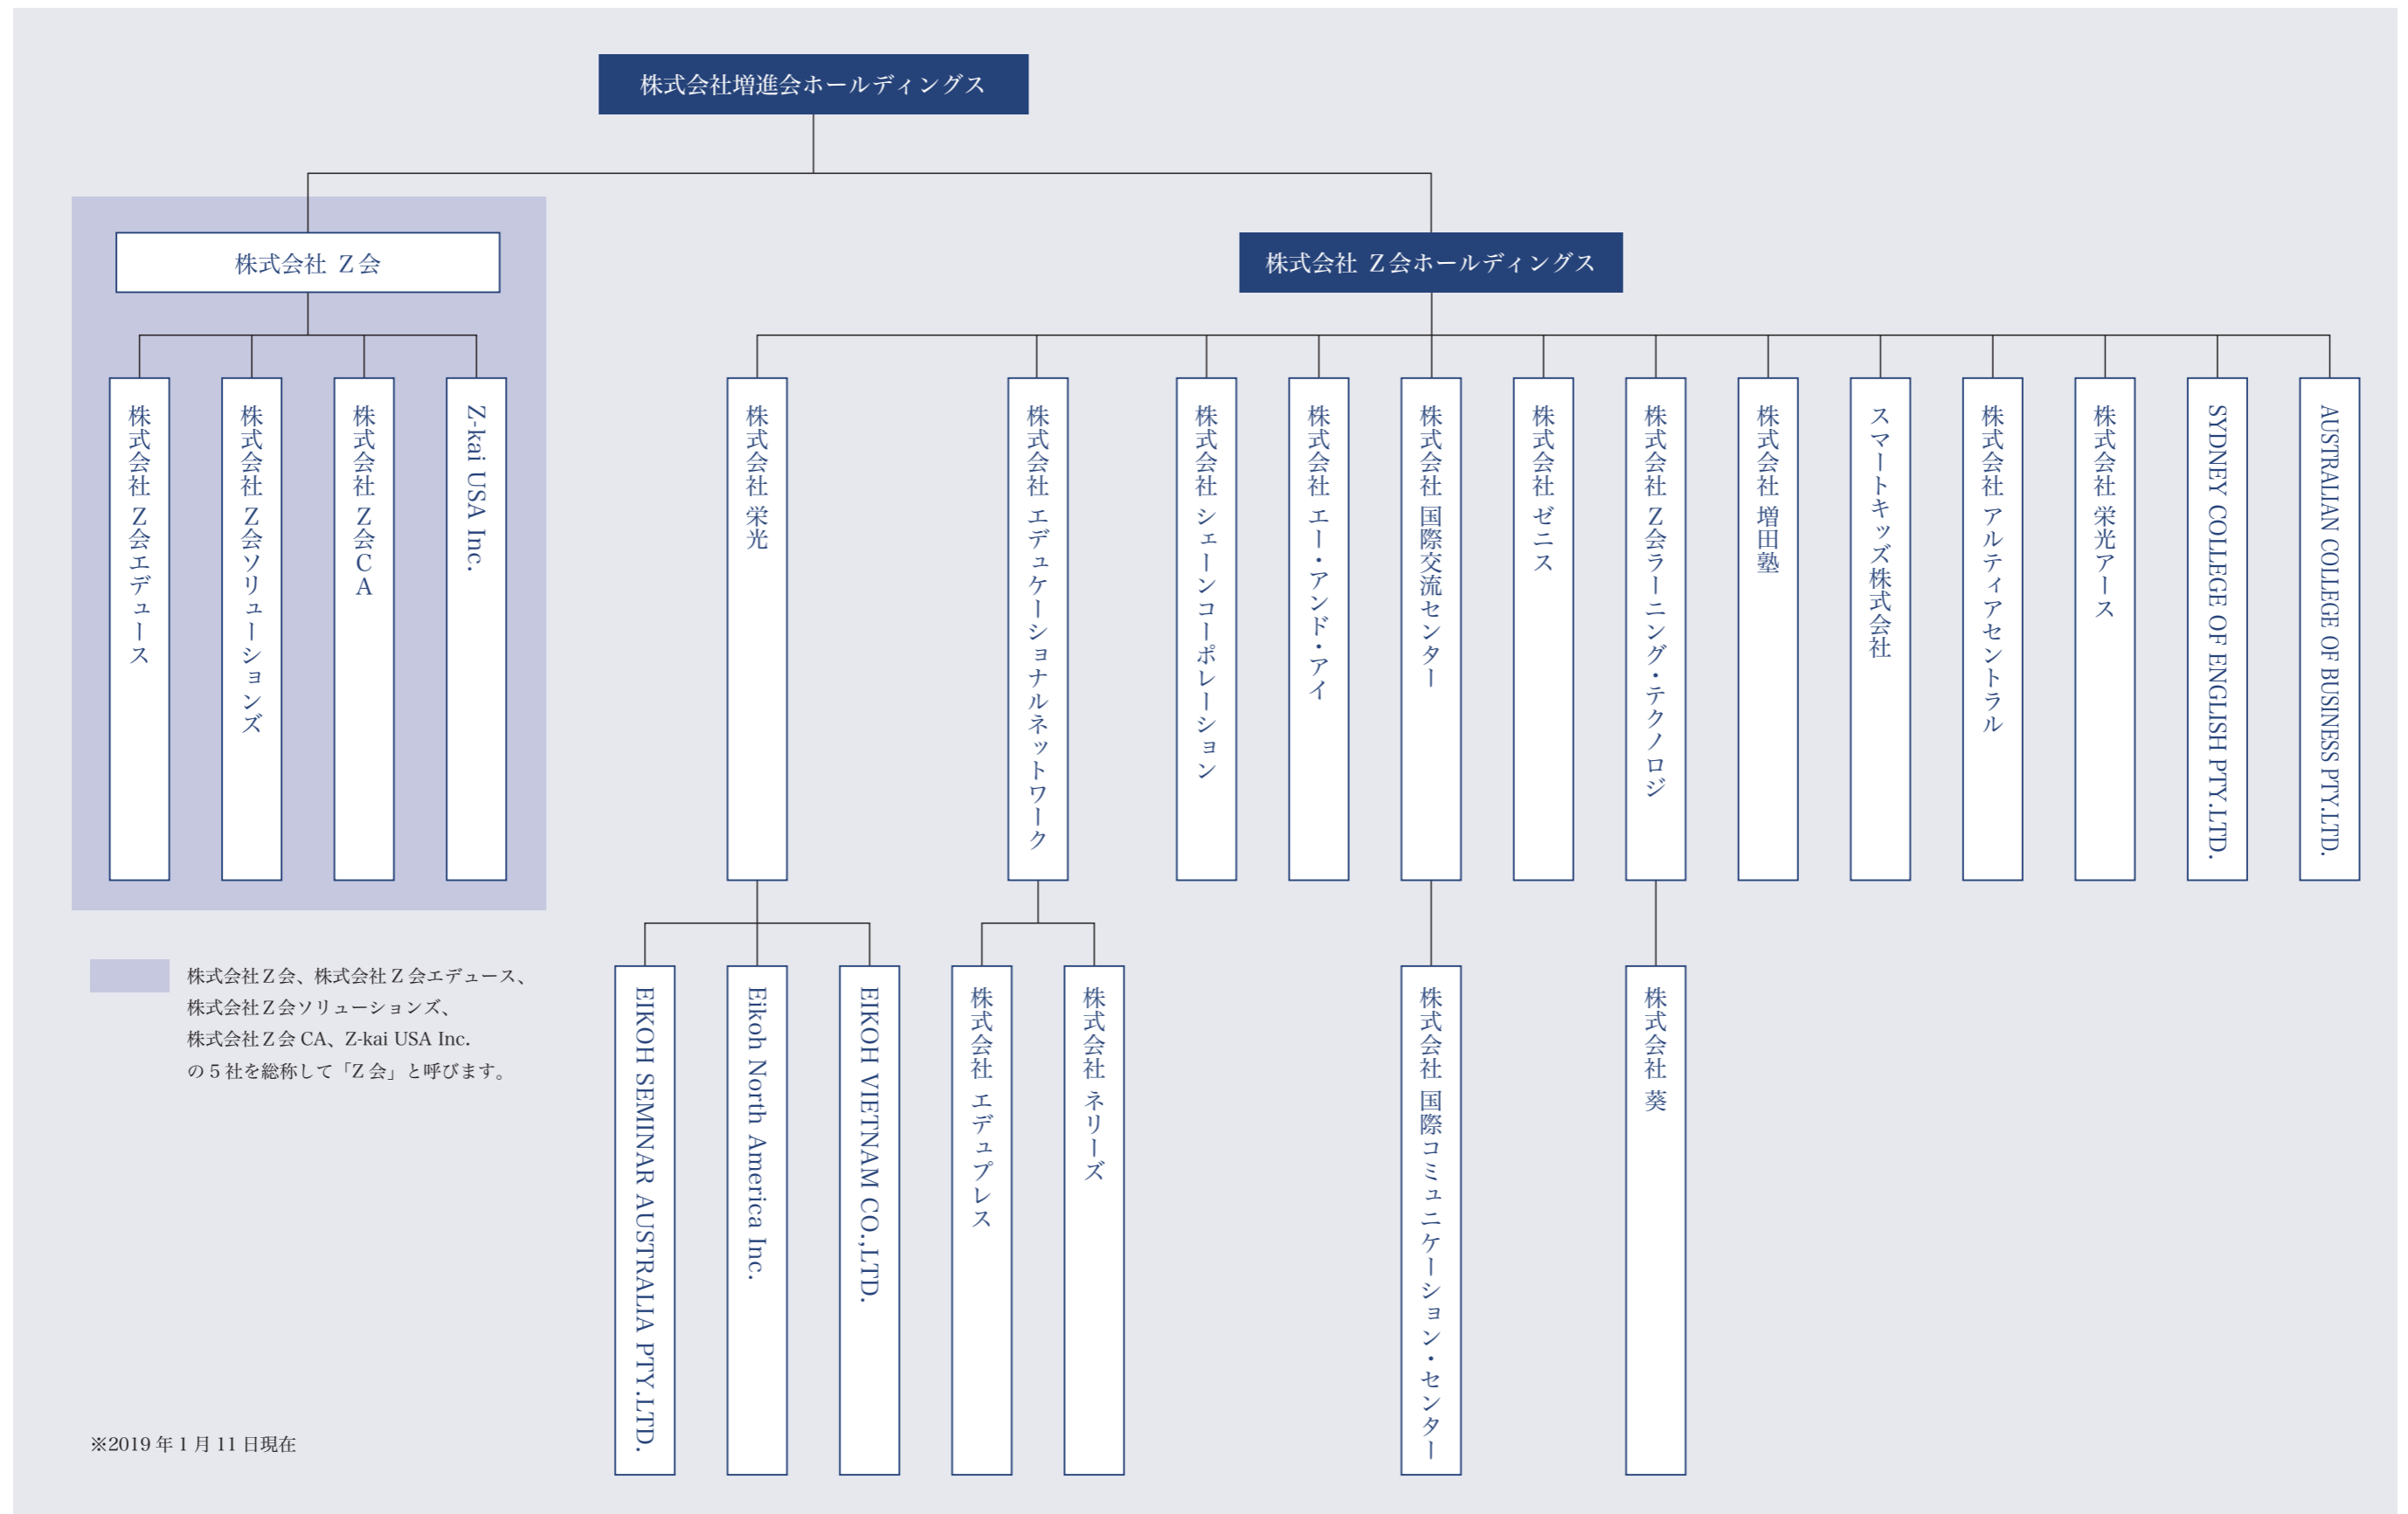 株式会社増進会ホールディングス
株式会社 Z会
株式会社 Z会ホールディングス
株式会社 Z会エデュース
株式会社 Z会ソリューションズ
株式会社 Z会CA
Z-kai USA Inc.
株式会社 栄光
株式会社 エデュケーショナルネットワーク
株式会社 シェーンコーポレーション
株式会社 エー・アンド・アイ
株式会社 国際交流センター
株式会社 ゼニス
株式会社 Z会ラーニング・テクノロジ
株式会社 増田塾
スマートキッズ株式会社
株式会社 アルティアセントラル
株式会社 栄光アース
SYDNEY COLLEGE OF ENGLISH PTY.LTD.
AUSTRALIAN COLLEGE OF BUSINESS PTY.LTD.
EIKOH SEMINAR AUSTRALIA PTY.LTD.
Eikoh North America Inc.
EIKOH VIETNAM CO.,LTD.
株式会社 エデュプレス
株式会社 ネリーズ
株式会社 国際コミュニケーション・センター
株式会社 葵
株式会社Z会、株式会社Z会エデュース、
株式会社Z会ソリューションズ、
株式会社Z会 CA、Z-kai USA Inc.
の5社を総称して「Z会」と呼びます。
※2019年1月11日現在